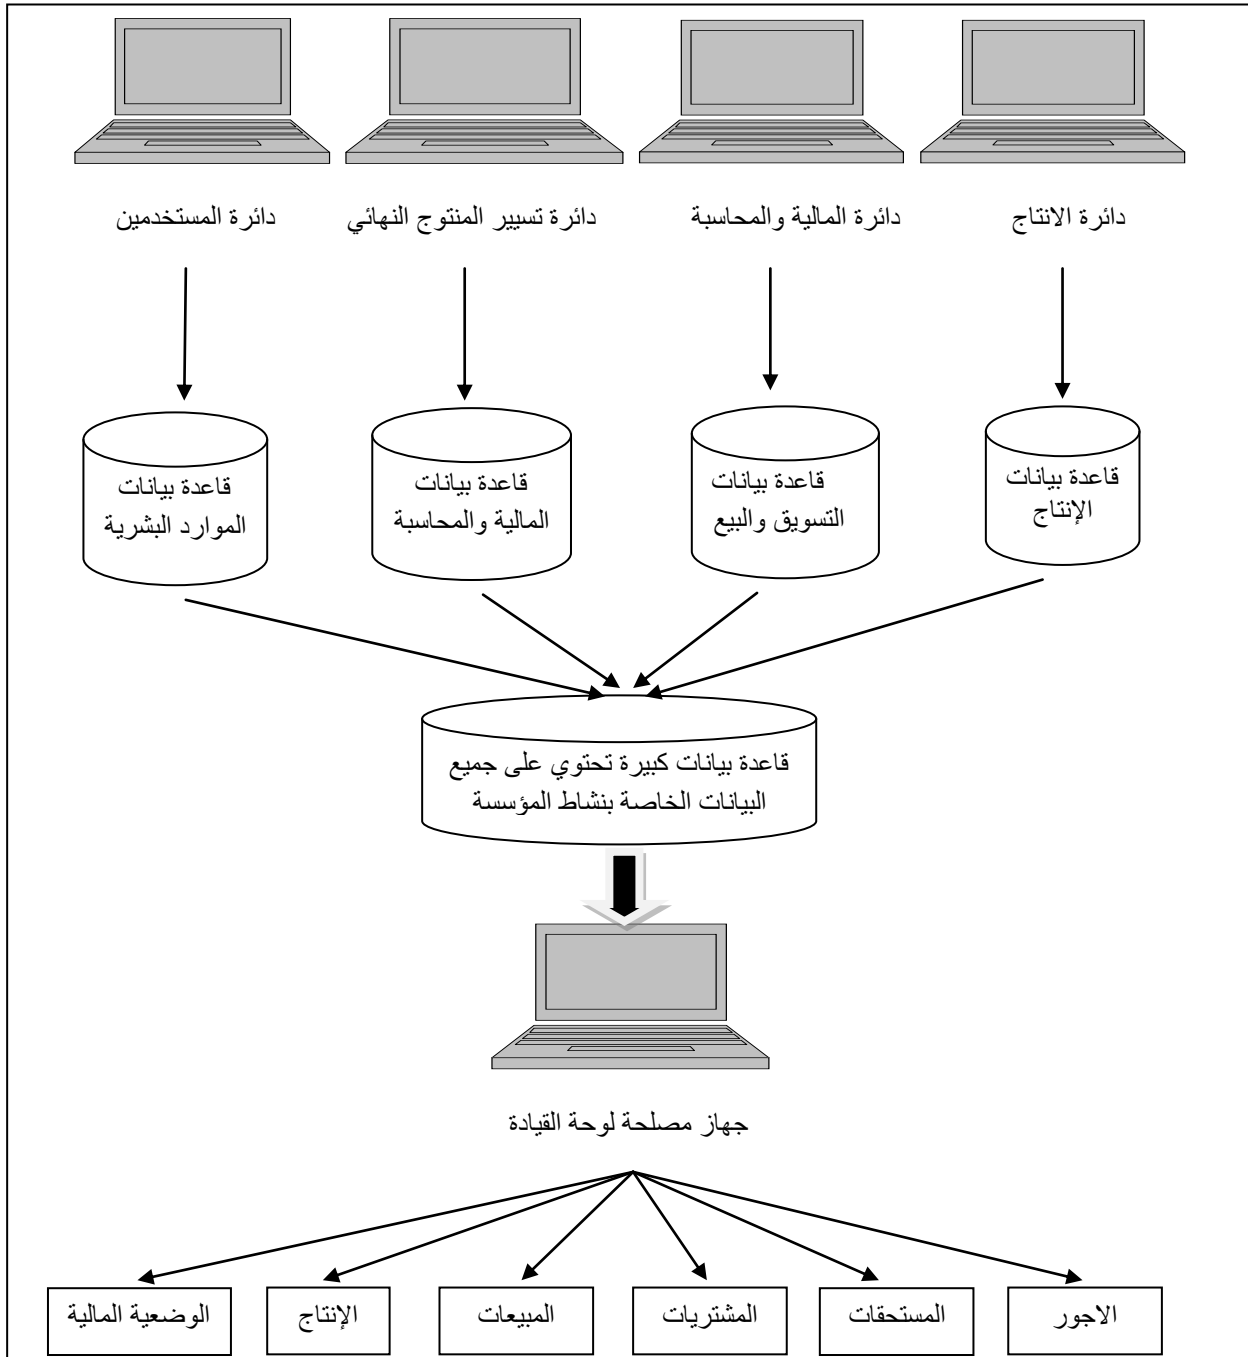 دائرة الانتاج
دائرة المالية والمحاسبة
دائرة تسيير المنتوج النهائي
دائرة المستخدمين
قاعدة بيانات
الإنتاج
قاعدة بيانات
التسويق والبيع
قاعدة بيانات
المالية والمحاسبة
قاعدة بيانات
الموارد البشرية
قاعدة بيانات كبيرة تحتوي على جميع
البيانات الخاصة بنشاط المؤسسة
جهاز مصلحة لوحة القيادة
الاجور
المستحقات
المشتريات
المبيعات
الإنتاج
الوضعية المالية